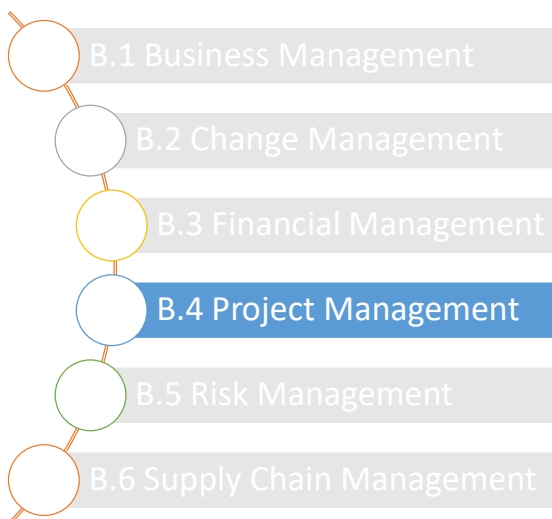 B.1 Business Management
B.2 Change Management
B.3 Financial Management
B.4 Project Management
B.5 Risk Management
B.6 Supply Chain Management